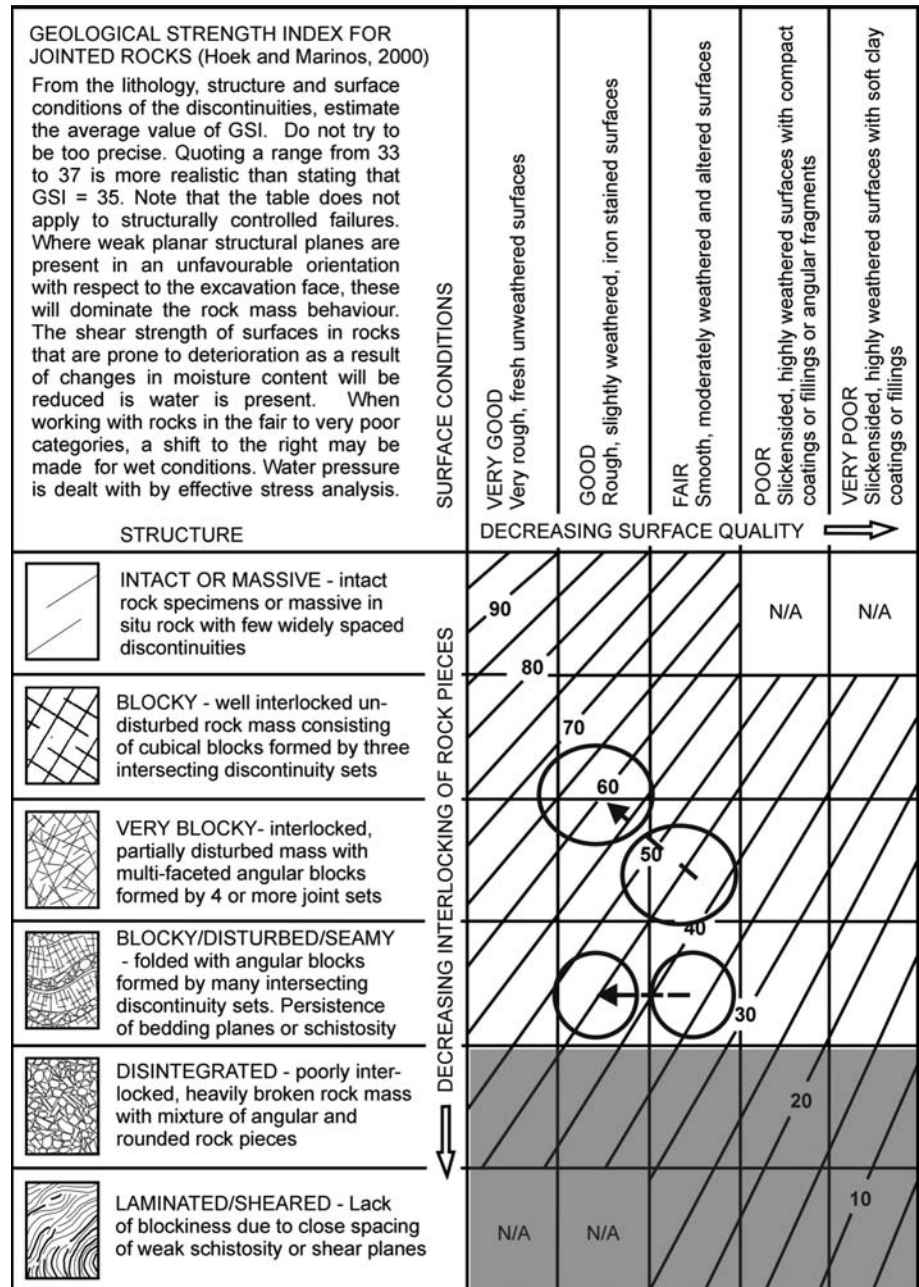 GEOLOGICAL STRENGTH INDEX FOR
JOINTED ROCKS (Hoek and Marinos, 2000)
From the lithology, structure and surface
conditions of the discontinuities, estimate
the average value of GSI. Do not try to
be too precise. Quoting a range from 33
to 37 is more realistic than stating that
GSI = 35. Note that the table does not
apply to structurally controlled failures.
Where weak planar structural planes are
present in an unfavourable orientation
with respect to the excavation face, these
will dominate the rock mass behaviour.
The shear strength of surfaces in rocks
that are prone to deterioration as a result
of changes in moisture content will be
reduced is water is present. When
working with rocks in the fair to very poor
categories, a shift to the right may be
made for wet conditions. Water pressure
is dealt with by effective stress analysis.
STRUCTURE
SURFACE CONDITIONS
VERY GOOD
Very rough, fresh unweathered surfaces
GOOD
Rough, slightly weathered, iron stained surfaces
FAIR
Smooth, moderately weathered and altered surfaces
POOR
Slickensided, highly weathered surfaces with compact
coatings or fillings or angular fragments
VERY POOR
Slickensided, highly weathered surfaces with soft clay
coatings or fillings
DECREASING SURFACE QUALITY
DECREASING INTERLOCKING OF ROCK PIECES
INTACT OR MASSIVE - intact
rock specimens or massive in
situ rock with few widely spaced
discontinuities
BLOCKY - well interlocked un-
disturbed rock mass consisting
of cubical blocks formed by three
intersecting discontinuity sets
VERY BLOCKY- interlocked,
partially disturbed mass with
multi-faceted angular blocks
formed by 4 or more joint sets
BLOCKY/DISTURBED/SEAMY
- folded with angular blocks
formed by many intersecting
discontinuity sets. Persistence
of bedding planes or schistosity
DISINTEGRATED - poorly inter-
locked, heavily broken rock mass
with mixture of angular and
rounded rock pieces
LAMINATED/SHEARED - Lack
of blockiness due to close spacing
of weak schistosity or shear planes
90
N/A
N/A
80
70
60
50
40
30
20
10
N/A
N/A